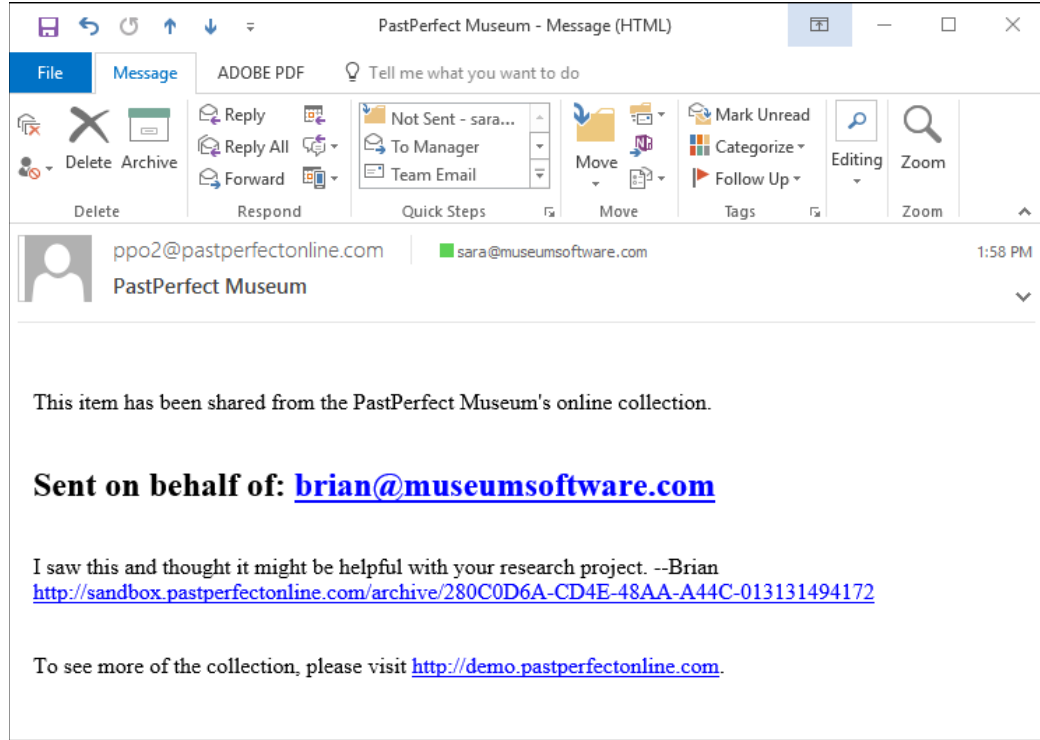 PastPerfect Museum - Message (HTML)
File Message ADOBE PDF Tell me what you want to do
Delete Archive
Reply
Reply All
Forward
Not Sent - sara...
To Manager
Team Email
Move
Mark Unread
Categorize
Follow Up
Editing
Zoom
Delete Respond Quick Steps Move Tags Zoom
ppo2@pastperfectonline.com sara@museumsoftware.com 1:58 PM
PastPerfect Museum
This item has been shared from the PastPerfect Museum's online collection.
Sent on behalf of: brian@museumsoftware.com
I saw this and thought it might be helpful with your research project. --Brian
http://sandbox.pastperfectonline.com/archive/280C0D6A-CD4E-48AA-A44C-013131494172
To see more of the collection, please visit http://demo.pastperfectonline.com.